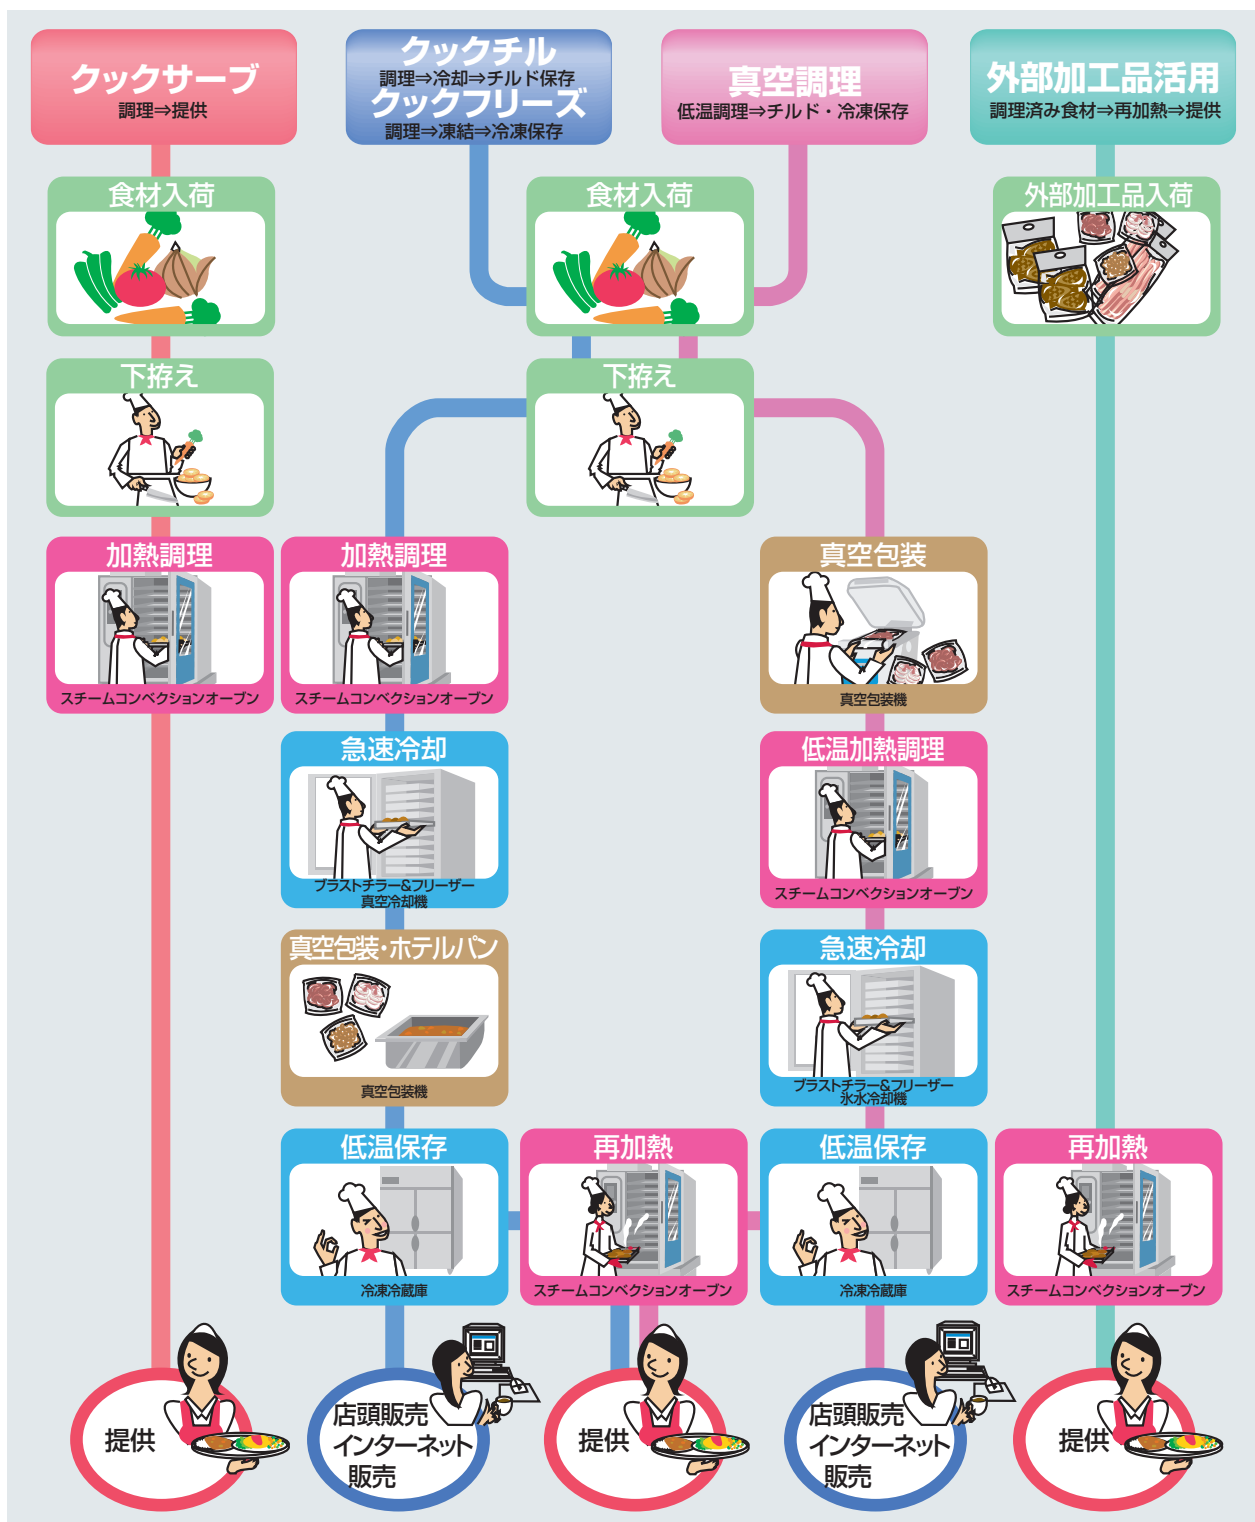 クックサーブ
調理⇒提供
クックチル
調理⇒冷却⇒チルド保存
クックフリーズ
調理⇒凍結⇒冷凍保存
真空調理
低温調理⇒チルド・冷凍保存
外部加工品活用
調理済み食材⇒再加熱⇒提供
食材入荷
食材入荷
外部加工品入荷
下拵え
下拵え
加熱調理
スチームコンベクションオーブン
加熱調理
スチームコンベクションオーブン
真空包装
真空包装機
急速冷却
ブラストチラー&フリーザー
真空冷却機
低温加熱調理
スチームコンベクションオーブン
真空包装・ホテルパン
真空包装機
急速冷却
ブラストチラー&フリーザー
氷水冷却機
低温保存
冷凍冷蔵庫
再加熱
スチームコンベクションオーブン
低温保存
冷凍冷蔵庫
再加熱
スチームコンベクションオーブン
提供
店頭販売
インターネット
販売
提供
店頭販売
インターネット
販売
提供